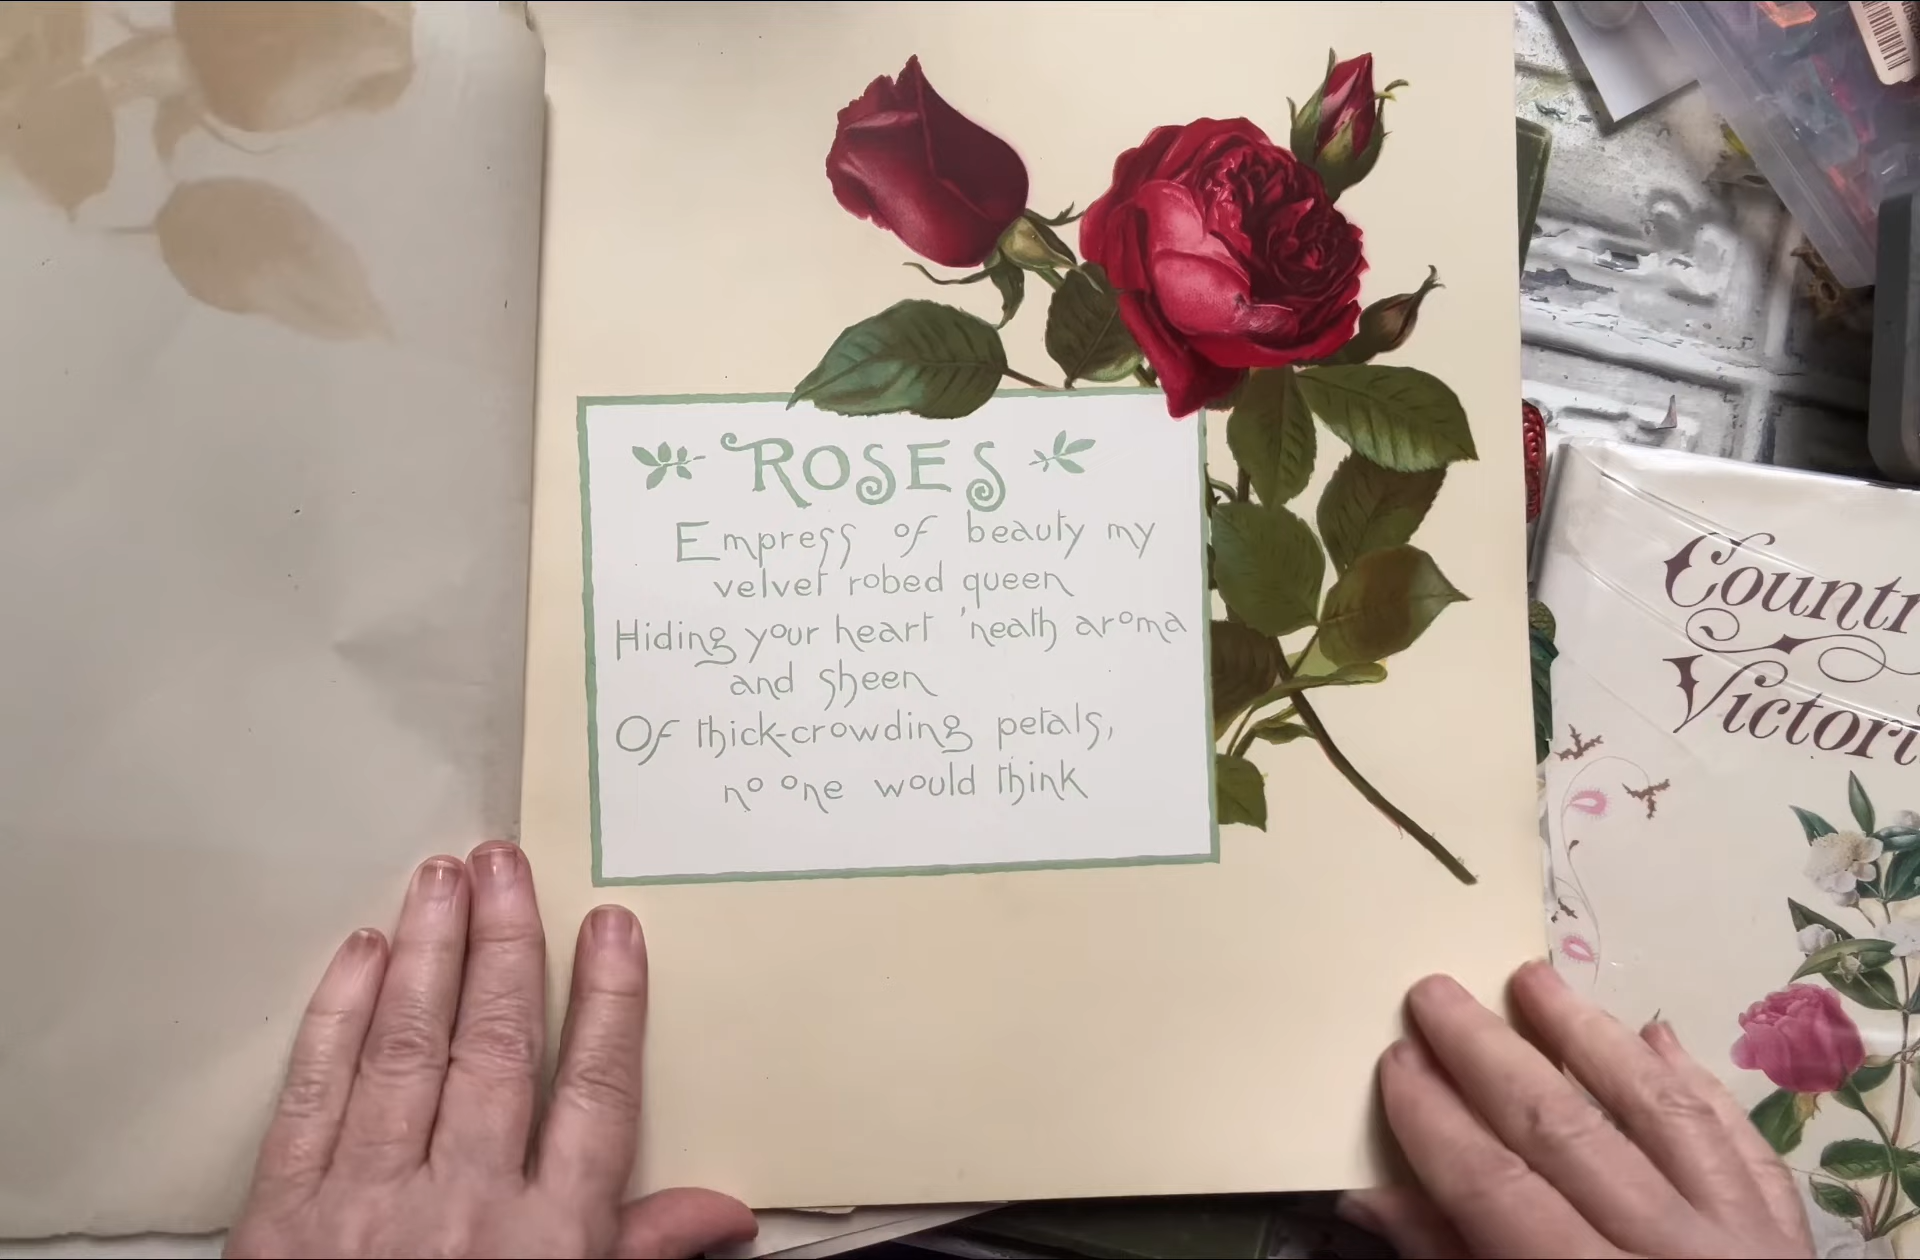 ROSES
Empress of beauty my
velvet robed queen
Hiding your heart 'neath aroma
and sheen
Of thick-crowding petals,
no one would think
Countr
Victori